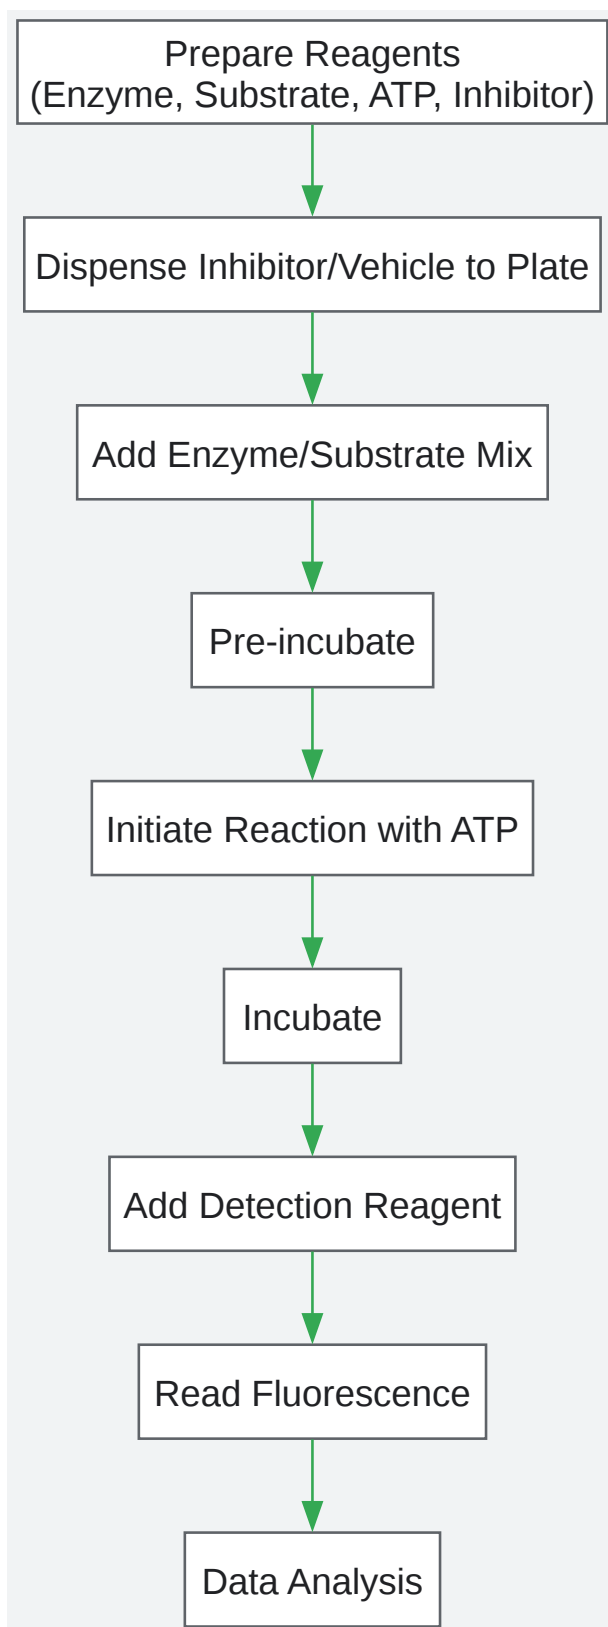 Prepare Reagents
(Enzyme, Substrate, ATP, Inhibitor)
Dispense Inhibitor/Vehicle to Plate
Add Enzyme/Substrate Mix
Pre-incubate
Initiate Reaction with ATP
Incubate
Add Detection Reagent
Read Fluorescence
Data Analysis